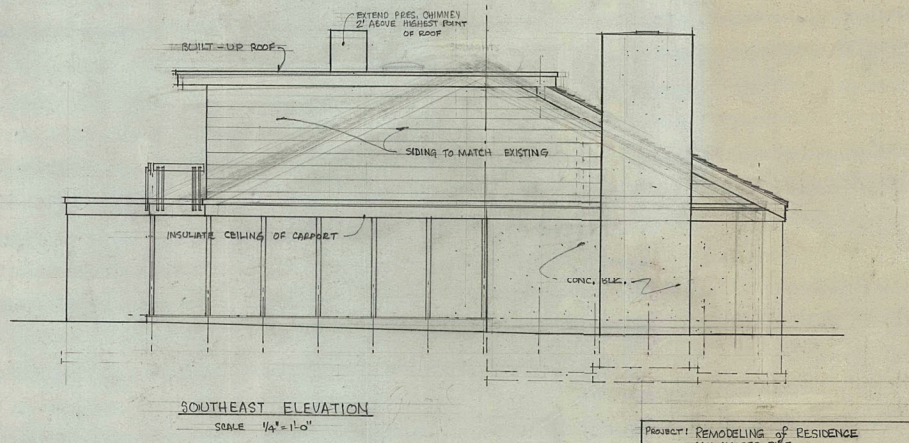 EXTEND PRES. CHIMNEY
2' ABOVE HIGHEST POINT
OF ROOF
BUILT-UP ROOF
SIDING TO MATCH EXISTING
INSULATE CEILING OF CARPORT
CONC. BLK.
SOUTHEAST ELEVATION
SCALE 1/4" = 1'-0"
PROJECT: REMODELING of RESIDENCE